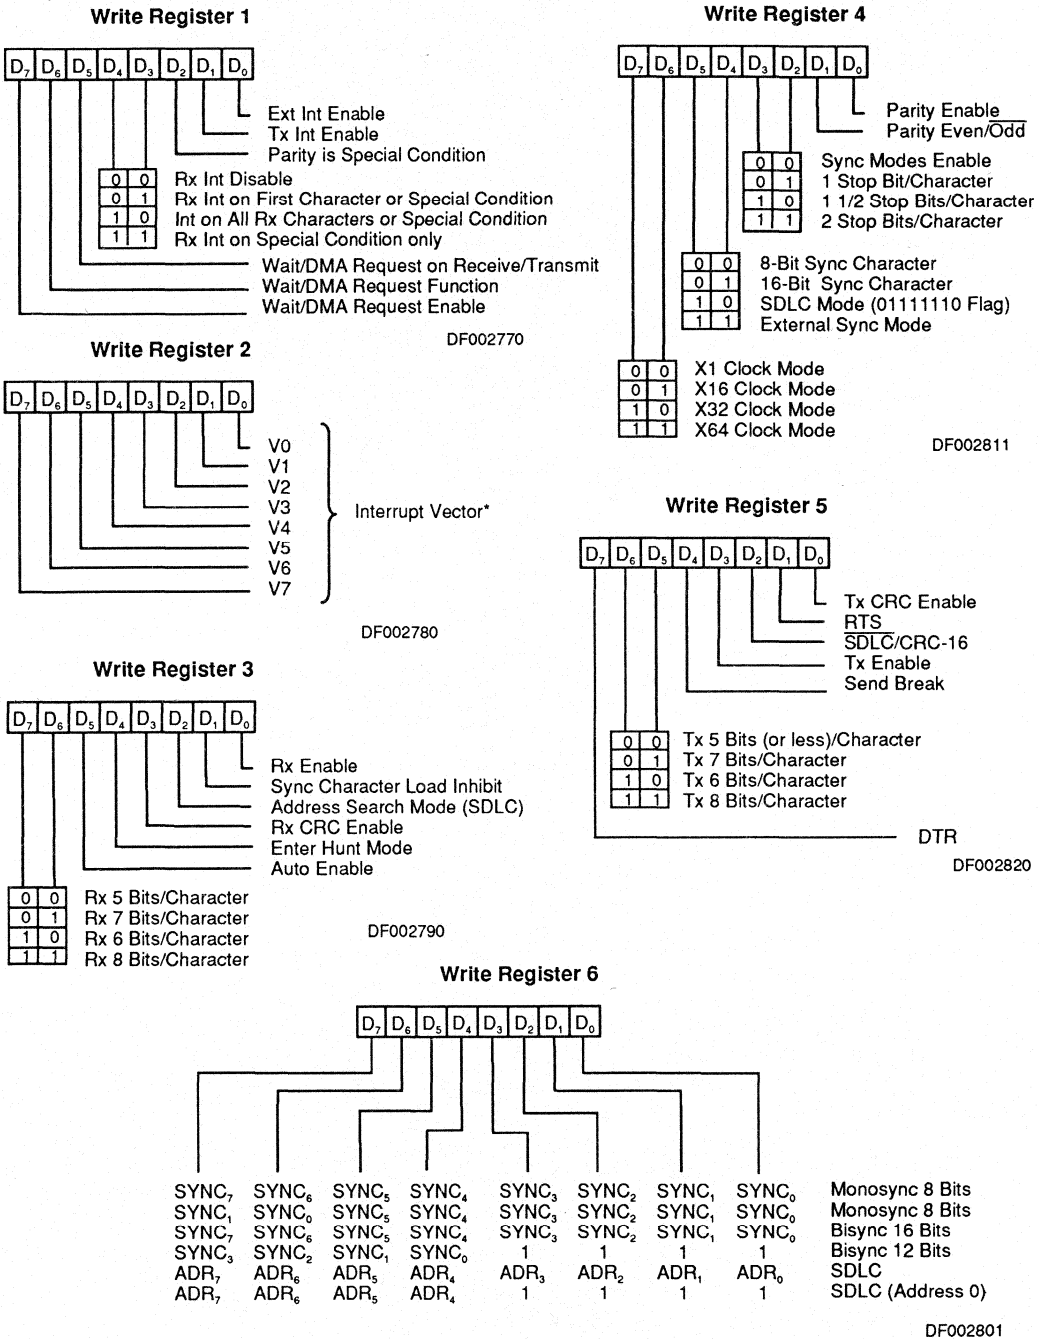 Write Register 1
D7 D6 D5 D4 D3 D2 D1 D0
Ext Int Enable
Tx Int Enable
Parity is Special Condition
0 0 Rx Int Disable
0 1 Rx Int on First Character or Special Condition
1 0 Int on All Rx Characters or Special Condition
1 1 Rx Int on Special Condition only
Wait/DMA Request on Receive/Transmit
Wait/DMA Request Function
Wait/DMA Request Enable
DF002770
Write Register 2
D7 D6 D5 D4 D3 D2 D1 D0
V0
V1
V2
V3
V4
V5
V6
V7
Interrupt Vector*
DF002780
Write Register 3
D7 D6 D5 D4 D3 D2 D1 D0
Rx Enable
Sync Character Load Inhibit
Address Search Mode (SDLC)
Rx CRC Enable
Enter Hunt Mode
Auto Enable
0 0 Rx 5 Bits/Character
0 1 Rx 7 Bits/Character
1 0 Rx 6 Bits/Character
1 1 Rx 8 Bits/Character
DF002790
Write Register 4
D7 D6 D5 D4 D3 D2 D1 D0
Parity Enable
Parity Even/Odd
0 0 Sync Modes Enable
0 1 1 Stop Bit/Character
1 0 1 1/2 Stop Bits/Character
1 1 2 Stop Bits/Character
0 0 8-Bit Sync Character
0 1 16-Bit Sync Character
1 0 SDLC Mode (01111110 Flag)
1 1 External Sync Mode
0 0 X1 Clock Mode
0 1 X16 Clock Mode
1 0 X32 Clock Mode
1 1 X64 Clock Mode
DF002811
Write Register 5
D7 D6 D5 D4 D3 D2 D1 D0
Tx CRC Enable
RTS
SDLC/CRC-16
Tx Enable
Send Break
0 0 Tx 5 Bits (or less)/Character
0 1 Tx 7 Bits/Character
1 0 Tx 6 Bits/Character
1 1 Tx 8 Bits/Character
DTR
DF002820
Write Register 6
D7 D6 D5 D4 D3 D2 D1 D0
SYNC7 SYNC6 SYNC5 SYNC4 SYNC3 SYNC2 SYNC1 SYNC0 Monosync 8 Bits
SYNC1 SYNC0 SYNC5 SYNC4 SYNC3 SYNC2 SYNC1 SYNC0 Monosync 8 Bits
SYNC7 SYNC6 SYNC5 SYNC4 SYNC3 SYNC2 SYNC1 SYNC0 Bisync 16 Bits
SYNC3 SYNC2 SYNC1 SYNC0 1 1 1 1 Bisync 12 Bits
ADR7 ADR6 ADR5 ADR4 ADR3 ADR2 ADR1 ADR0 SDLC
ADR7 ADR6 ADR5 ADR4 1 1 1 1 SDLC (Address 0)
DF002801